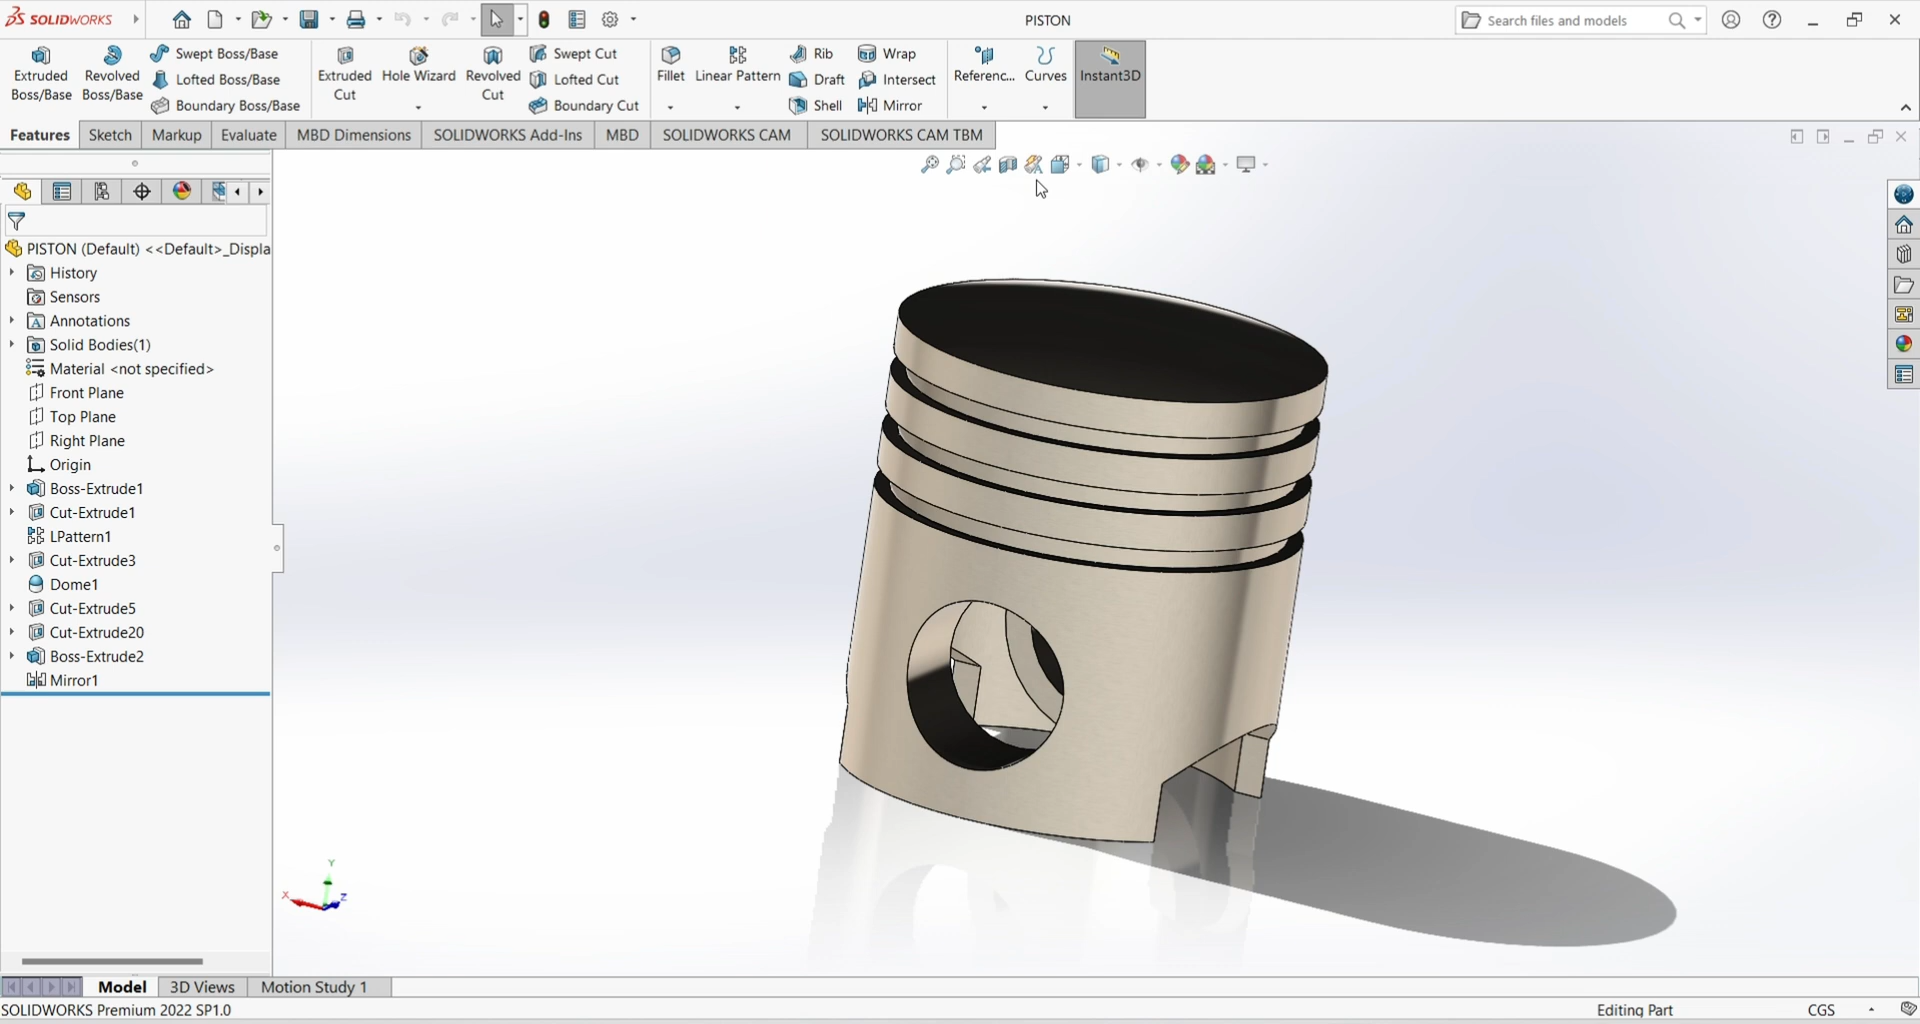 SOLIDWORKS
PISTON
Search files and models
Extruded Boss/Base
Revolved Boss/Base
Swept Boss/Base
Lofted Boss/Base
Boundary Boss/Base
Extruded Cut
Hole Wizard
Revolved Cut
Swept Cut
Lofted Cut
Boundary Cut
Fillet
Linear Pattern
Rib
Draft
Shell
Wrap
Intersect
Mirror
Referenc...
Curves
Instant3D
Features
Sketch
Markup
Evaluate
MBD Dimensions
SOLIDWORKS Add-Ins
MBD
SOLIDWORKS CAM
SOLIDWORKS CAM TBM
PISTON (Default) <<Default>_Displa
History
Sensors
Annotations
Solid Bodies(1)
Material <not specified>
Front Plane
Top Plane
Right Plane
Origin
Boss-Extrude1
Cut-Extrude1
LPattern1
Cut-Extrude3
Dome1
Cut-Extrude5
Cut-Extrude20
Boss-Extrude2
Mirror1
Y
X
Z
Model
3D Views
Motion Study 1
SOLIDWORKS Premium 2022 SP1.0
Editing Part
CGS